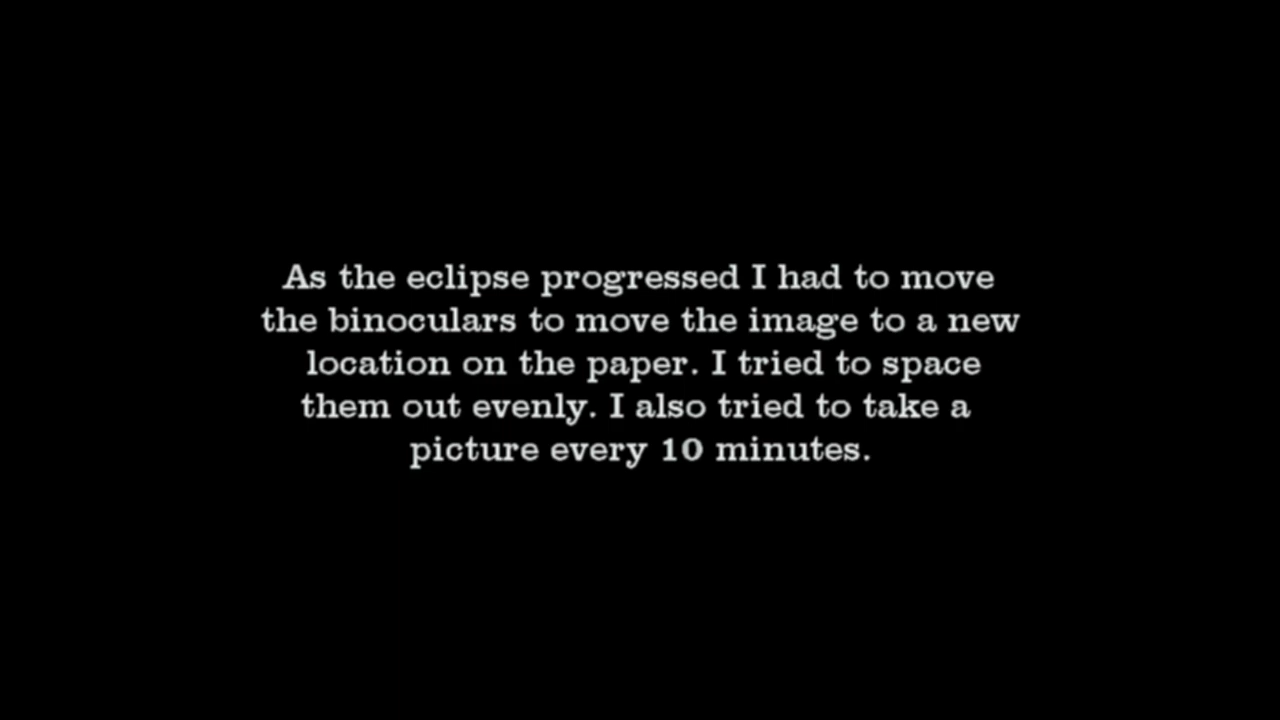 As the eclipse progressed I had to move
the binoculars to move the image to a new
location on the paper. I tried to space
them out evenly. I also tried to take a
picture every 10 minutes.